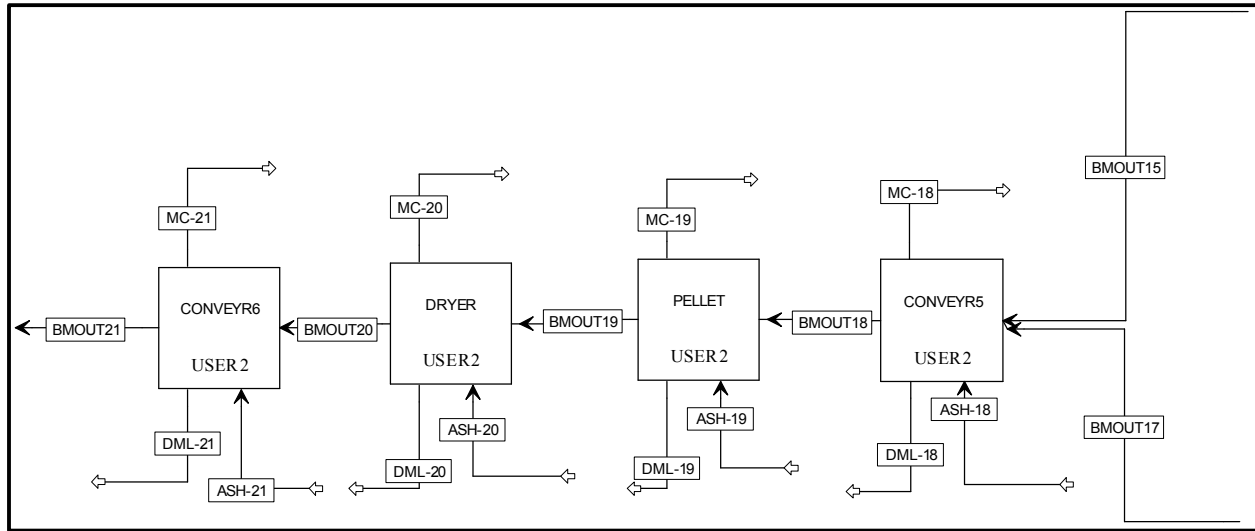 BMOUT15
MC-21
MC-20
MC-19
MC-18
CONVEYR6
DRYER
PELLET
CONVEYR5
BMOUT21
BMOUT20
BMOUT19
BMOUT18
USER2
USER2
USER2
USER2
DML-21
ASH-21
DML-20
ASH-20
DML-19
ASH-19
DML-18
ASH-18
BMOUT17